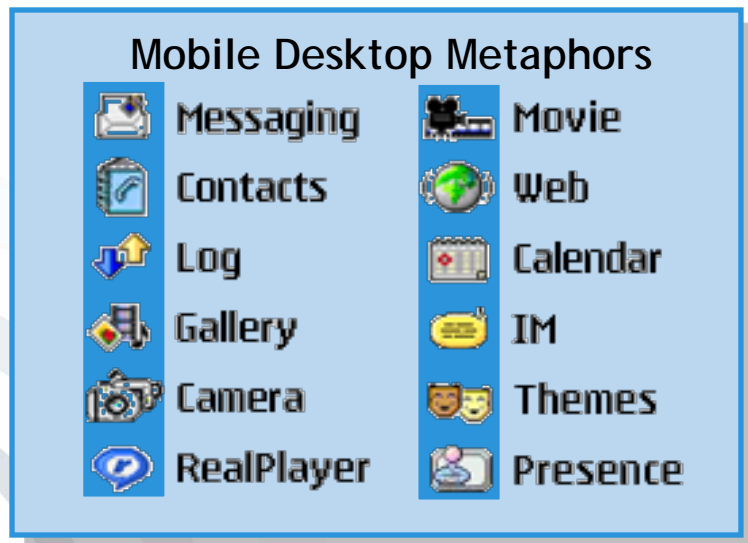 Mobile Desktop Metaphors
Messaging
Contacts
Log
Gallery
Camera
RealPlayer
Movie
Web
Calendar
IM
Themes
Presence